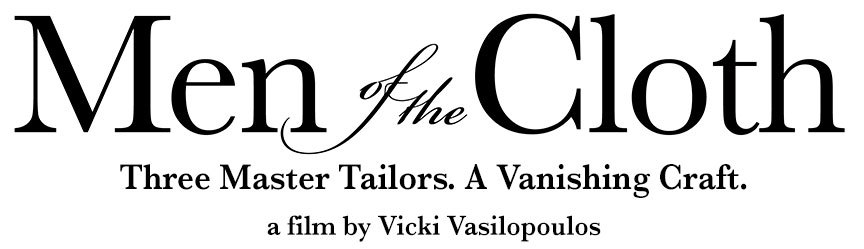 Men of the Cloth
Three Master Tailors. A Vanishing Craft.
a film by Vicki Vasilopoulos